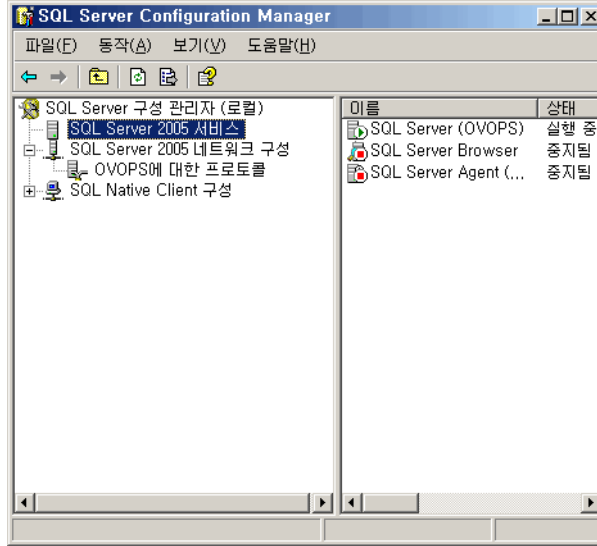 SQL Server Configuration Manager
파일(F) 동작(A) 보기(V) 도움말(H)
SQL Server 구성 관리자 (로컬)
SQL Server 2005 서비스
SQL Server 2005 네트워크 구성
OVOPS에 대한 프로토콜
SQL Native Client 구성
이름 상태
SQL Server (OVOPS) 실행 중
SQL Server Browser 중지됨
SQL Server Agent (... 중지됨